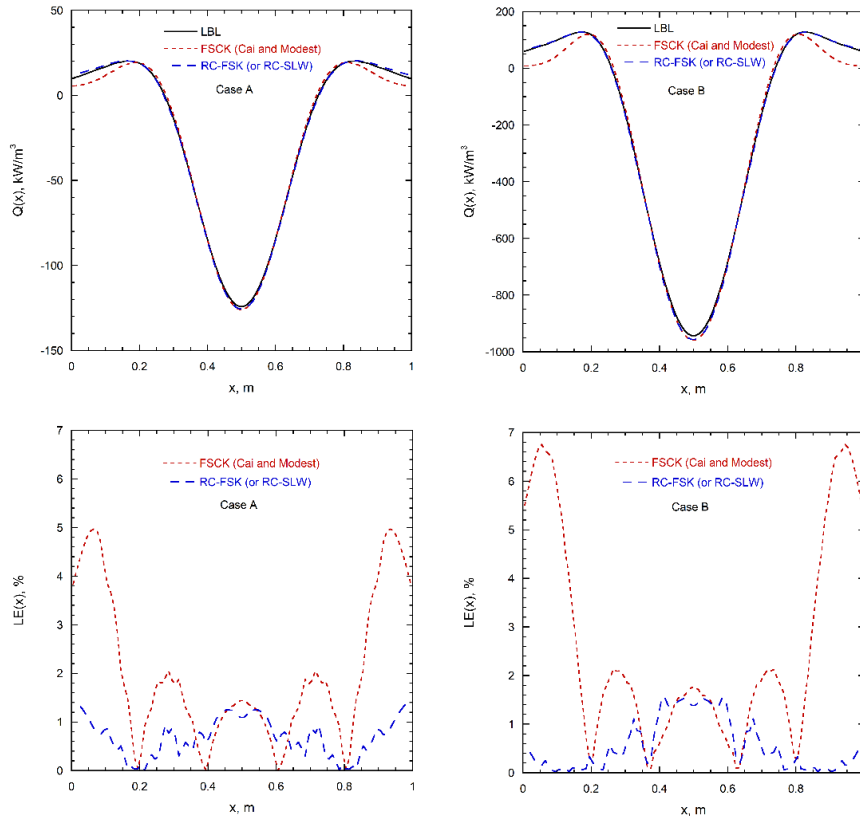 50
0
-50
-100
-150
Q(x), kW/m³
LBL
FSCK (Cai and Modest)
RC-FSK (or RC-SLW)
Case A
0
0.2
0.4
0.6
0.8
1
x, m
200
0
-200
-400
-600
-800
-1000
Q(x), kW/m³
LBL
FSCK (Cai and Modest)
RC-FSK (or RC-SLW)
Case B
0
0.2
0.4
0.6
0.8
1
x, m
7
6
5
4
3
2
1
0
LE(x), %
FSCK (Cai and Modest)
RC-FSK (or RC-SLW)
Case A
0
0.2
0.4
0.6
0.8
1
x, m
7
6
5
4
3
2
1
0
LE(x), %
FSCK (Cai and Modest)
RC-FSK (or RC-SLW)
Case B
0
0.2
0.4
0.6
0.8
1
x, m